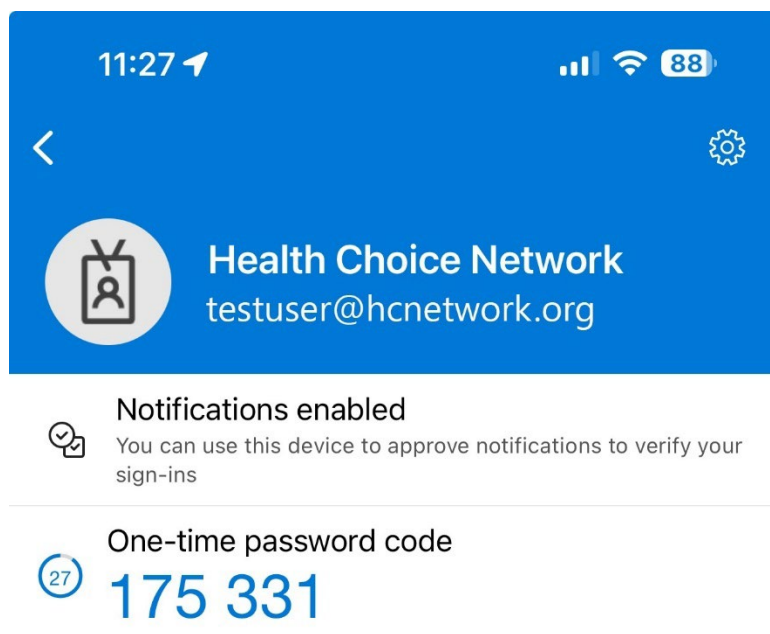 11:27
88
Health Choice Network
testuser@hcnetwork.org
Notifications enabled
You can use this device to approve notifications to verify your
sign-ins
One-time password code
27
175 331